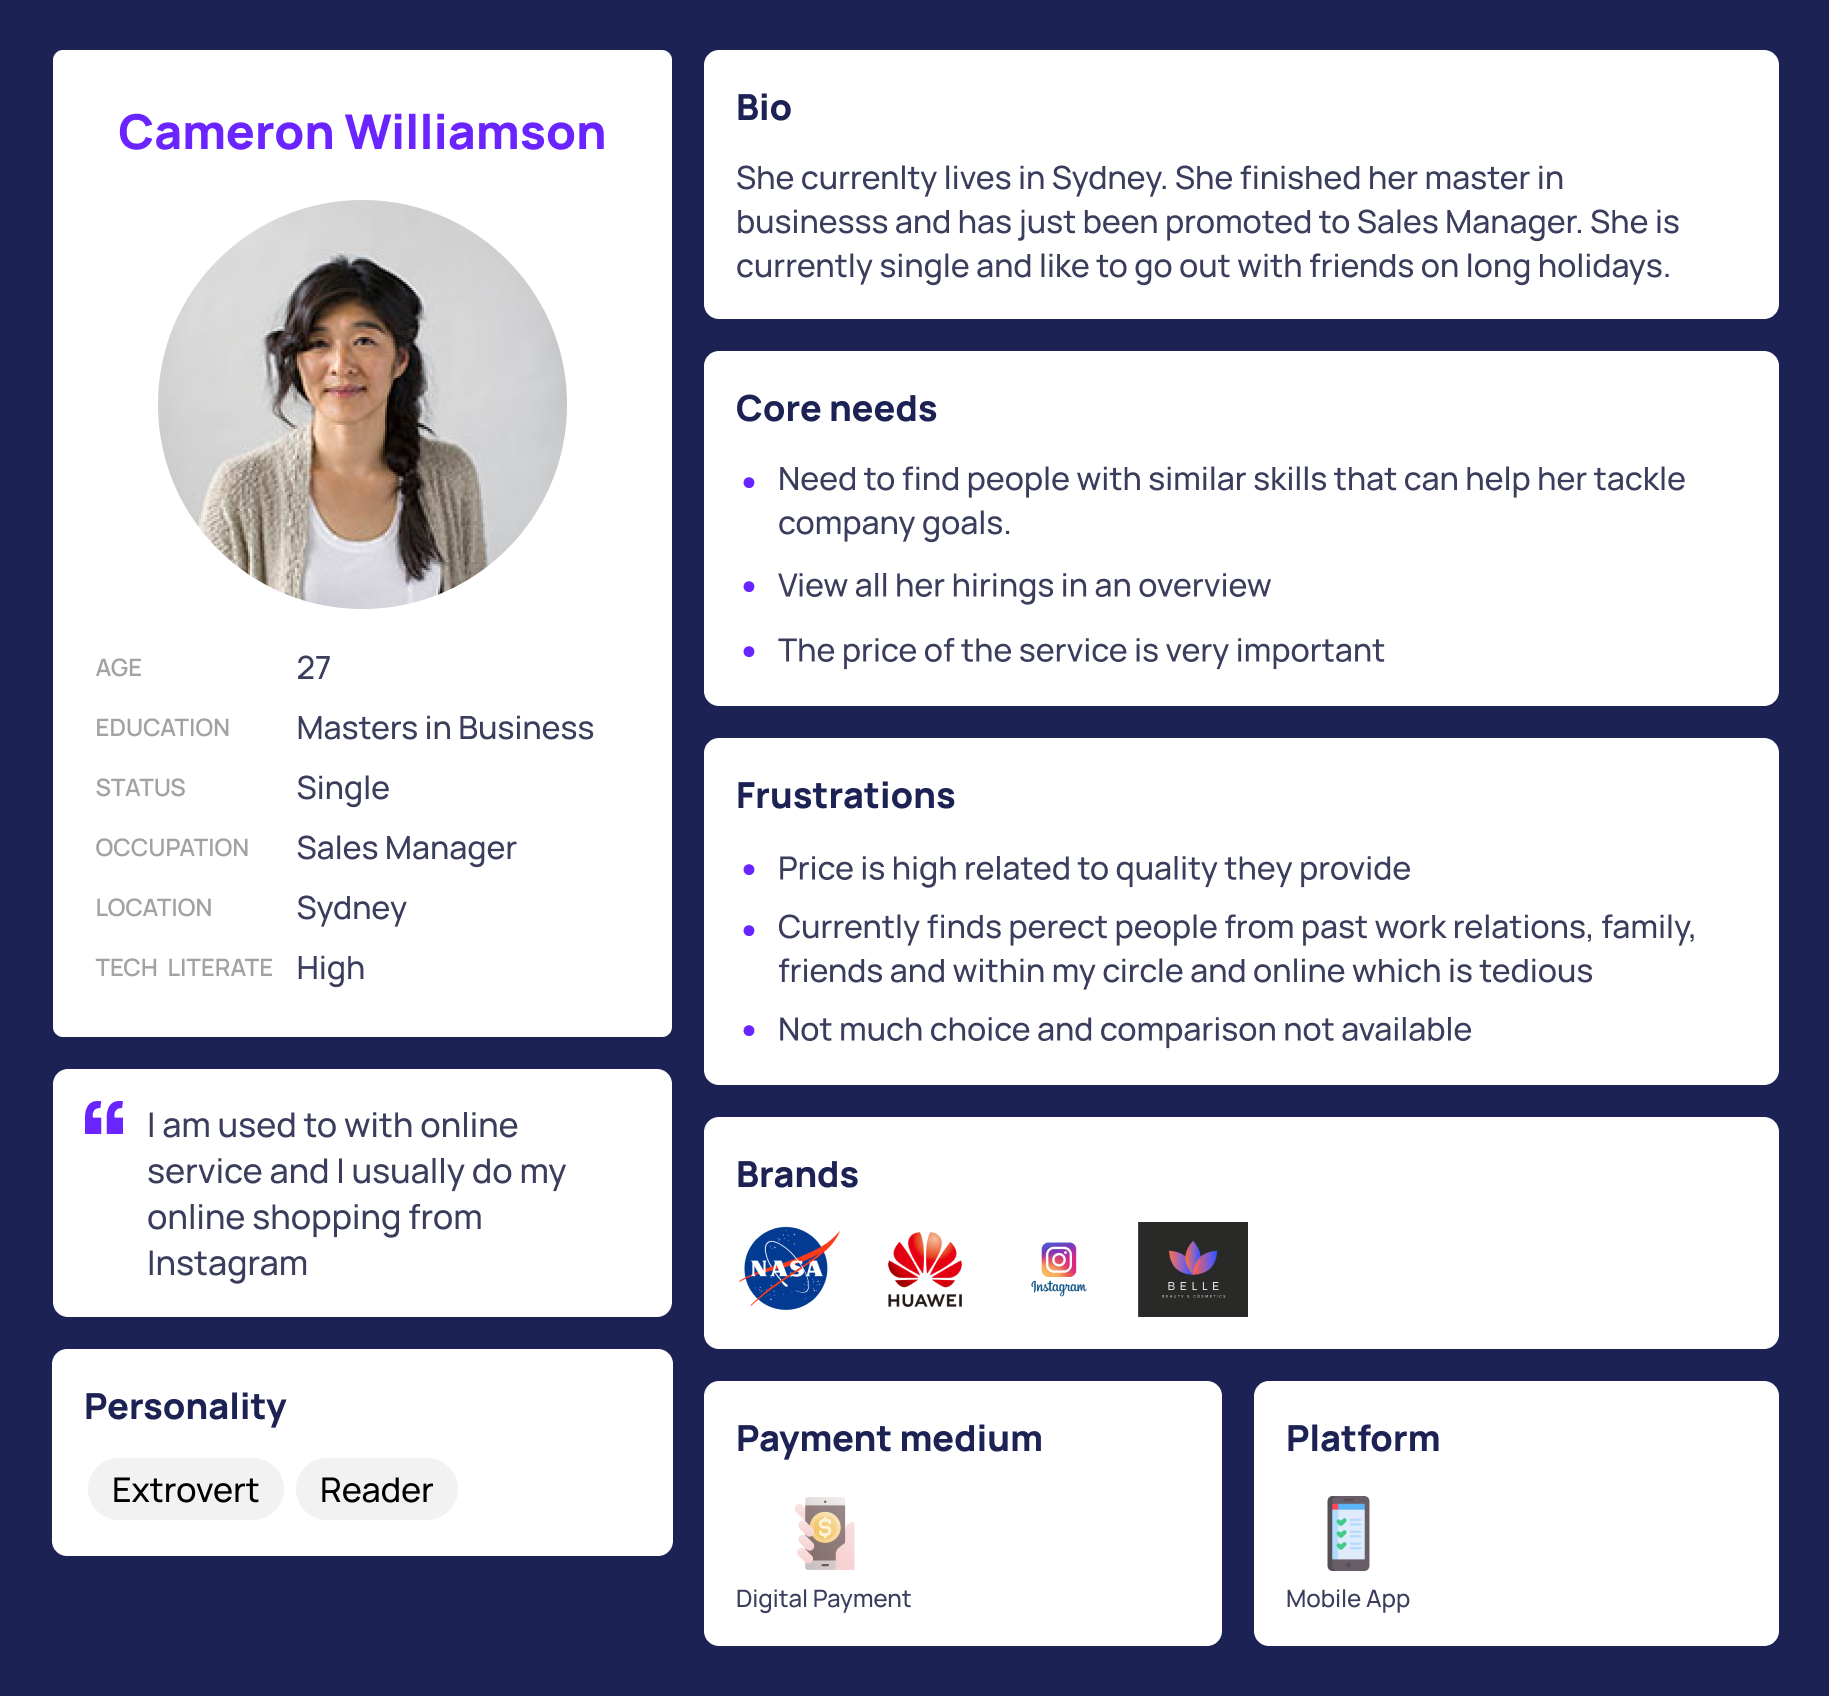 Cameron Williamson
AGE 27
EDUCATION Masters in Business
STATUS Single
OCCUPATION Sales Manager
LOCATION Sydney
TECH LITERATE High
I am used to with online
service and I usually do my
online shopping from
Instagram
Personality
Extrovert Reader
Bio
She currenlty lives in Sydney. She finished her master in
businesss and has just been promoted to Sales Manager. She is
currently single and like to go out with friends on long holidays.
Core needs
Need to find people with similar skills that can help her tackle
company goals.
View all her hirings in an overview
The price of the service is very important
Frustrations
Price is high related to quality they provide
Currently finds perect people from past work relations, family,
friends and within my circle and online which is tedious
Not much choice and comparison not available
Brands
NASA
HUAWEI
Instagram
BELLE
BEAUTY & COSMETICS
Payment medium
$
Digital Payment
Platform
Mobile App